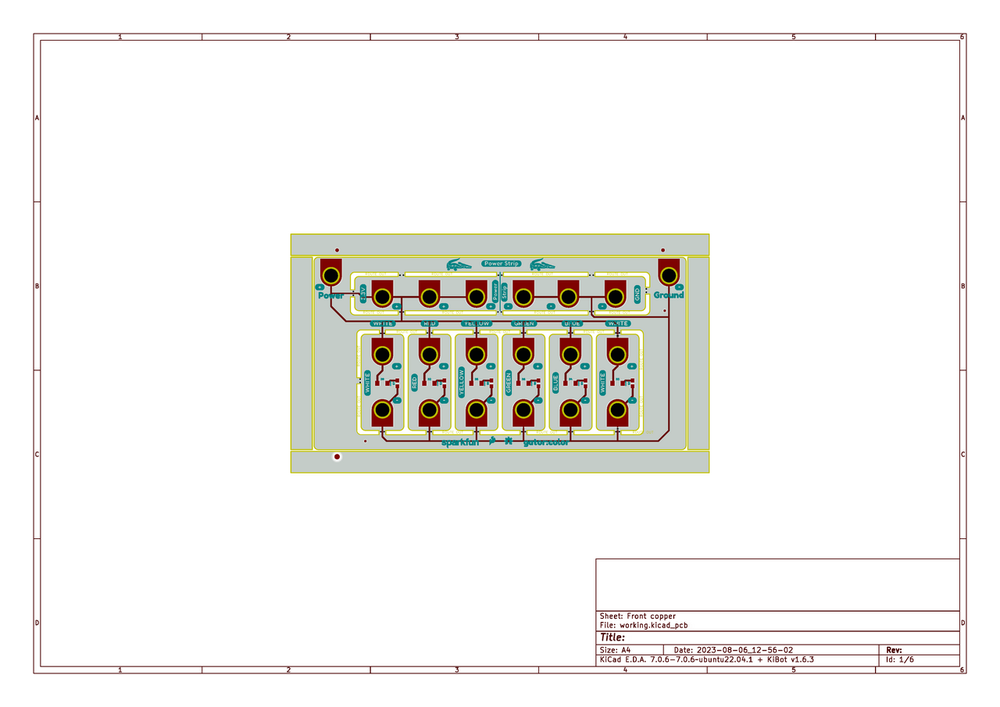 1 2 3 4 5 6
A A
B B
C C
D D
Power Strip
Power
Ground
GND
Power
Strip
WHITE RED YELLOW GREEN BLUE WHITE
WHITE RED YELLOW GREEN BLUE WHITE
sparkfun gator:color
Sheet: Front copper
File: working.kicad_pcb
Title:
Size: A4 Date: 2023-08-06_12-56-02 Rev:
KiCad E.D.A. 7.0.6-7.0.6-ubuntu22.04.1 + KiBot v1.6.3 Id: 1/6
1 2 3 4 5 6